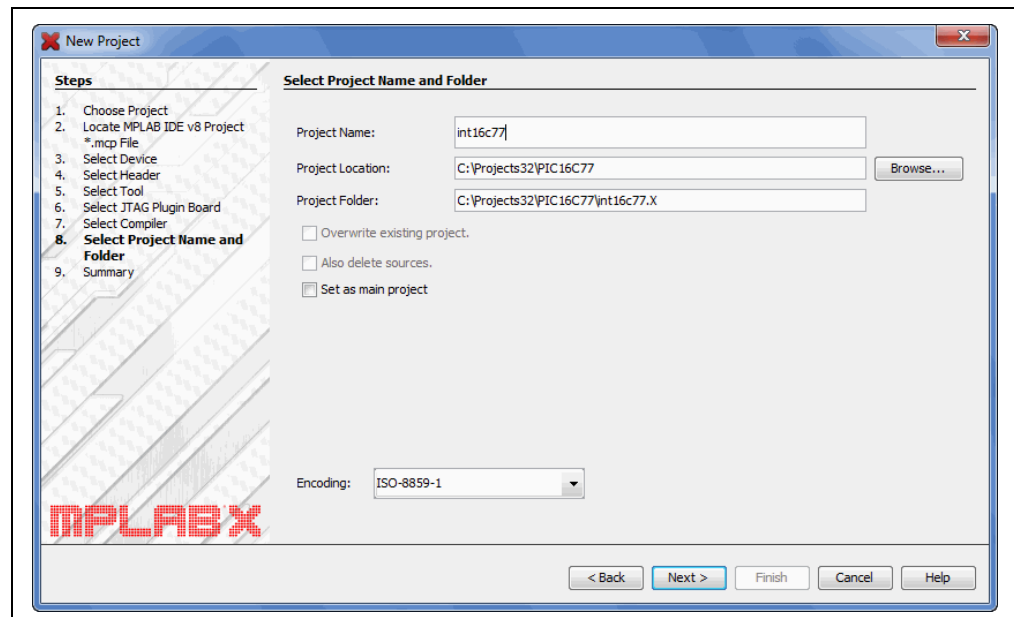 New Project
Steps
1. Choose Project
2. Locate MPLAB IDE v8 Project
*.mcp File
3. Select Device
4. Select Header
5. Select Tool
6. Select JTAG Plugin Board
7. Select Compiler
8. Select Project Name and
Folder
9. Summary
MPLAB X
Select Project Name and Folder
Project Name: int16c77
Project Location: C:\Projects32\PIC16C77 Browse...
Project Folder: C:\Projects32\PIC16C77\int16c77.X
Overwrite existing project.
Also delete sources.
Set as main project
Encoding: ISO-8859-1
< Back Next > Finish Cancel Help